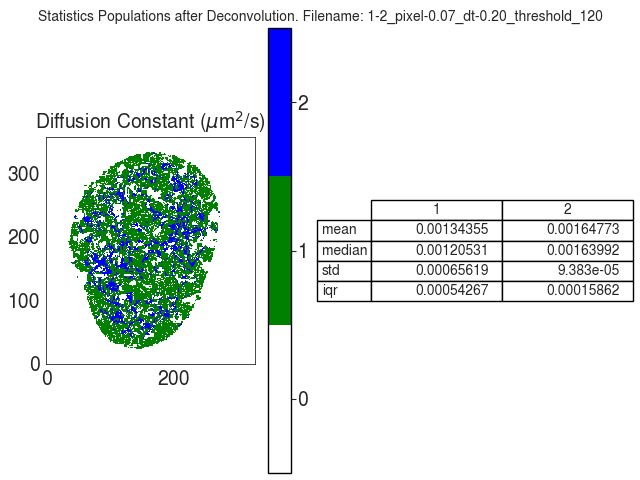 Statistics Populations after Deconvolution. Filename: 1-2_pixel-0.07_dt-0.20_threshold_120
Diffusion Constant (μm²/s)
300
200
100
0
0 200
2
1
0
1 2
mean 0.00134355 0.00164773
median 0.00120531 0.00163992
std 0.00065619 9.383e-05
iqr 0.00054267 0.00015862